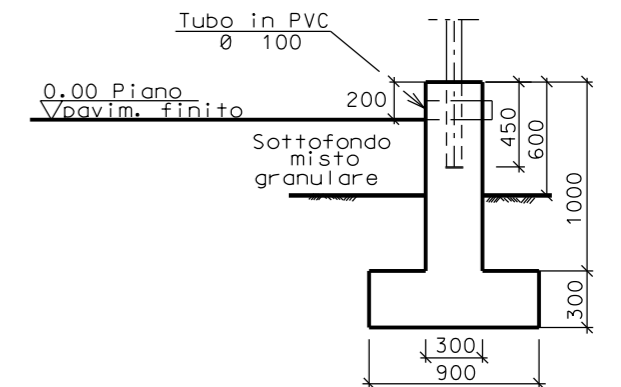 Tubo in PVC
Ø 100
0.00 Piano
pavim. finito
200
Sottofondo
misto
granulare
450
600
1000
300
300
900